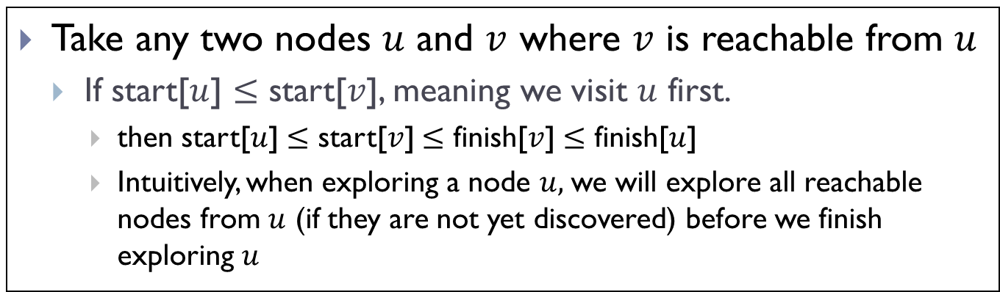 Take any two nodes 𝑢 and 𝑣 where 𝑣 is reachable from 𝑢
If start[𝑢] ≤ start[𝑣], meaning we visit 𝑢 first.
then start[𝑢] ≤ start[𝑣] ≤ finish[𝑣] ≤ finish[𝑢]
Intuitively, when exploring a node 𝑢, we will explore all reachable
nodes from 𝑢 (if they are not yet discovered) before we finish
exploring 𝑢